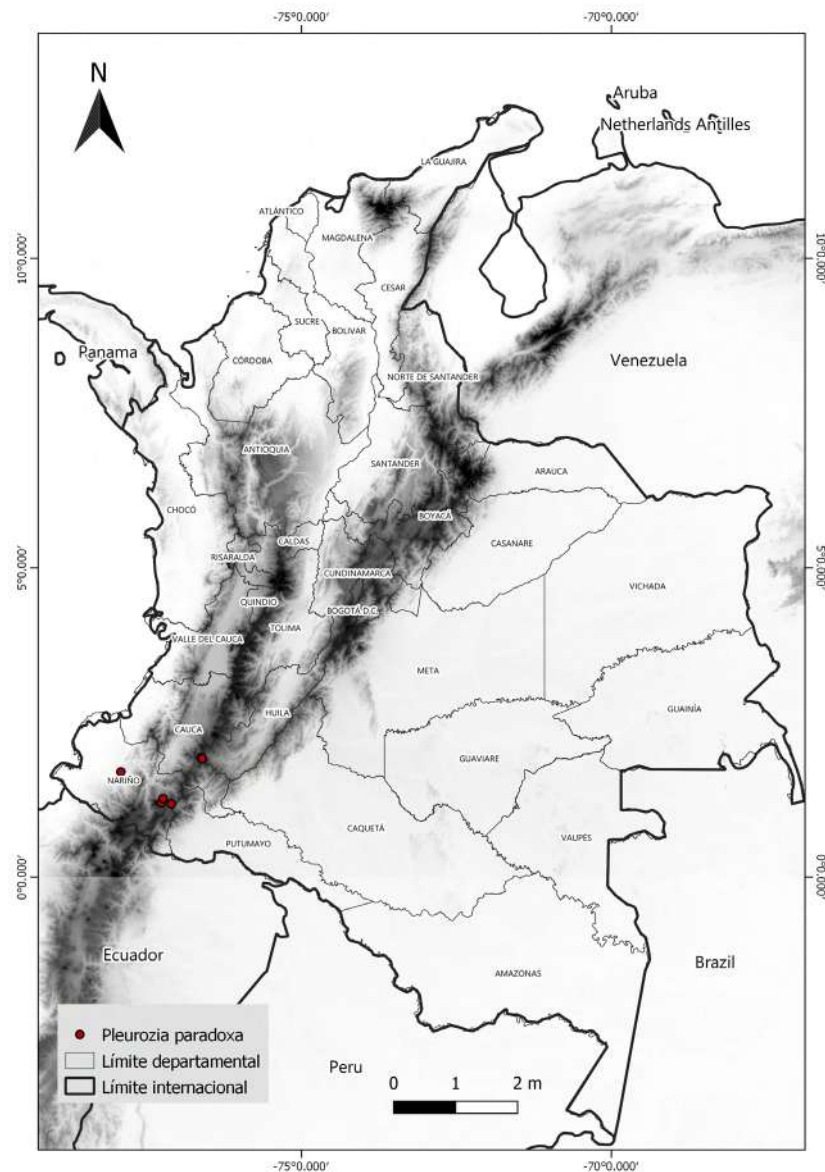 -75°0.000' -70°0.000'
N
Aruba
Netherlands Antilles
LA GUAJIRA
ATLÁNTICO
MAGDALENA
10°0.000' 10°0.000'
CESAR
SUCRE
BOLIVAR
Panama
CÓRDOBA
Venezuela
NORTE DE SANTANDER
ANTIOQUIA
SANTANDER
ARAUCA
CHOCÓ
BOYACÁ
CALDAS
CASANARE
RISARALDA
5°0.000' 5°0.000'
CUNDINAMARCA
VICHADA
QUINDIO
BOGOTÁ D.C.
TOLIMA
VALLE DEL CAUCA
META
GUAINÍA
HUILA
CAUCA
GUAVIARE
NARIÑO
CAQUETÁ
VAUPÉS
PUTUMAYO
0°0.000' 0°0.000'
Ecuador
Brazil
AMAZONAS
Pleurozia paradoxa
Límite departamental
Límite internacional
Peru
0 1 2 m
-75°0.000' -70°0.000'